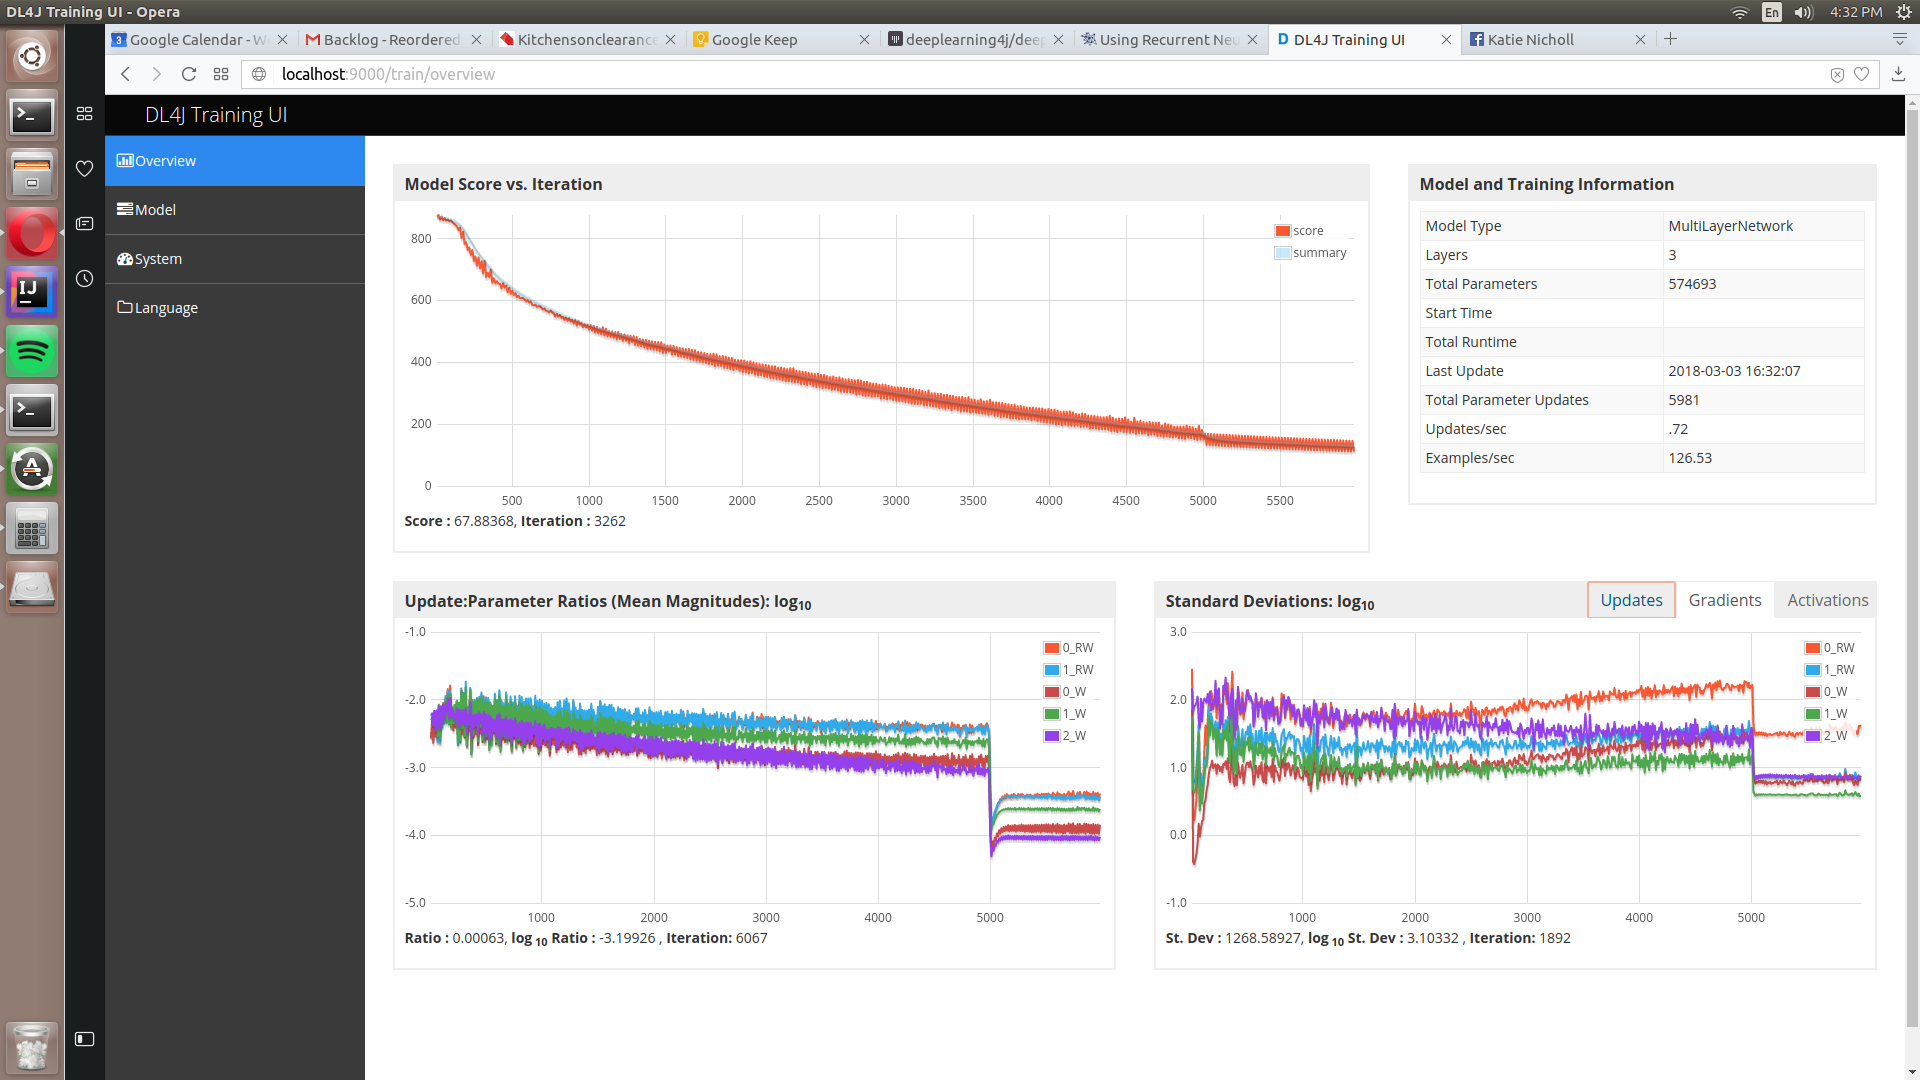 DL4J Training UI - Opera
En
4:32 PM
3 Google Calendar - W
Backlog - Reordered
Kitchensonclearance
Google Keep
deeplearning4j/deep
Using Recurrent Neu
D DL4J Training UI
Katie Nicholl
localhost:9000/train/overview
DL4J Training UI
Overview
Model
System
Language
Model Score vs. Iteration
score
summary
800
600
400
200
0
500 1000 1500 2000 2500 3000 3500 4000 4500 5000 5500
Score : 67.88368, Iteration : 3262
Model and Training Information
Model Type MultiLayerNetwork
Layers 3
Total Parameters 574693
Start Time
Total Runtime
Last Update 2018-03-03 16:32:07
Total Parameter Updates 5981
Updates/sec .72
Examples/sec 126.53
Update:Parameter Ratios (Mean Magnitudes): log10
0_RW
1_RW
0_W
1_W
2_W
-1.0
-2.0
-3.0
-4.0
-5.0
1000 2000 3000 4000 5000
Ratio : 0.00063, log 10 Ratio : -3.19926 , Iteration: 6067
Standard Deviations: log10
Updates Gradients Activations
0_RW
1_RW
0_W
1_W
2_W
3.0
2.0
1.0
0.0
-1.0
1000 2000 3000 4000 5000
St. Dev : 1268.58927, log 10 St. Dev : 3.10332 , Iteration: 1892
IJ
A